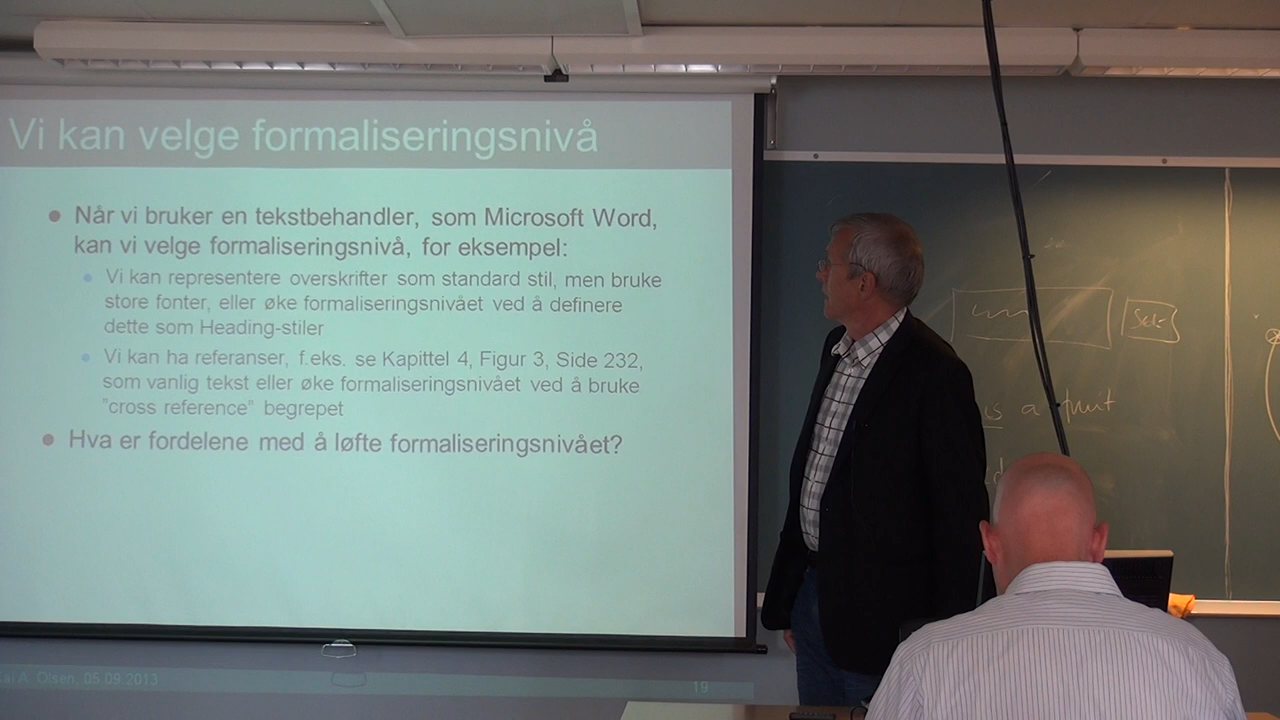 Vi kan velge formaliseringsnivå
Når vi bruker en tekstbehandler, som Microsoft Word,
kan vi velge formaliseringsnivå, for eksempel:
Vi kan representere overskrifter som standard stil, men bruke
store fonter, eller øke formaliseringsnivået ved å definere
dette som Heading-stiler
Vi kan ha referanser, f.eks. se Kapittel 4, Figur 3, Side 232,
som vanlig tekst eller øke formaliseringsnivået ved å bruke
"cross reference" begrepet
Hva er fordelene med å løfte formaliseringsnivået?
A. Olsen, 05.09.2013
19
is a fruit